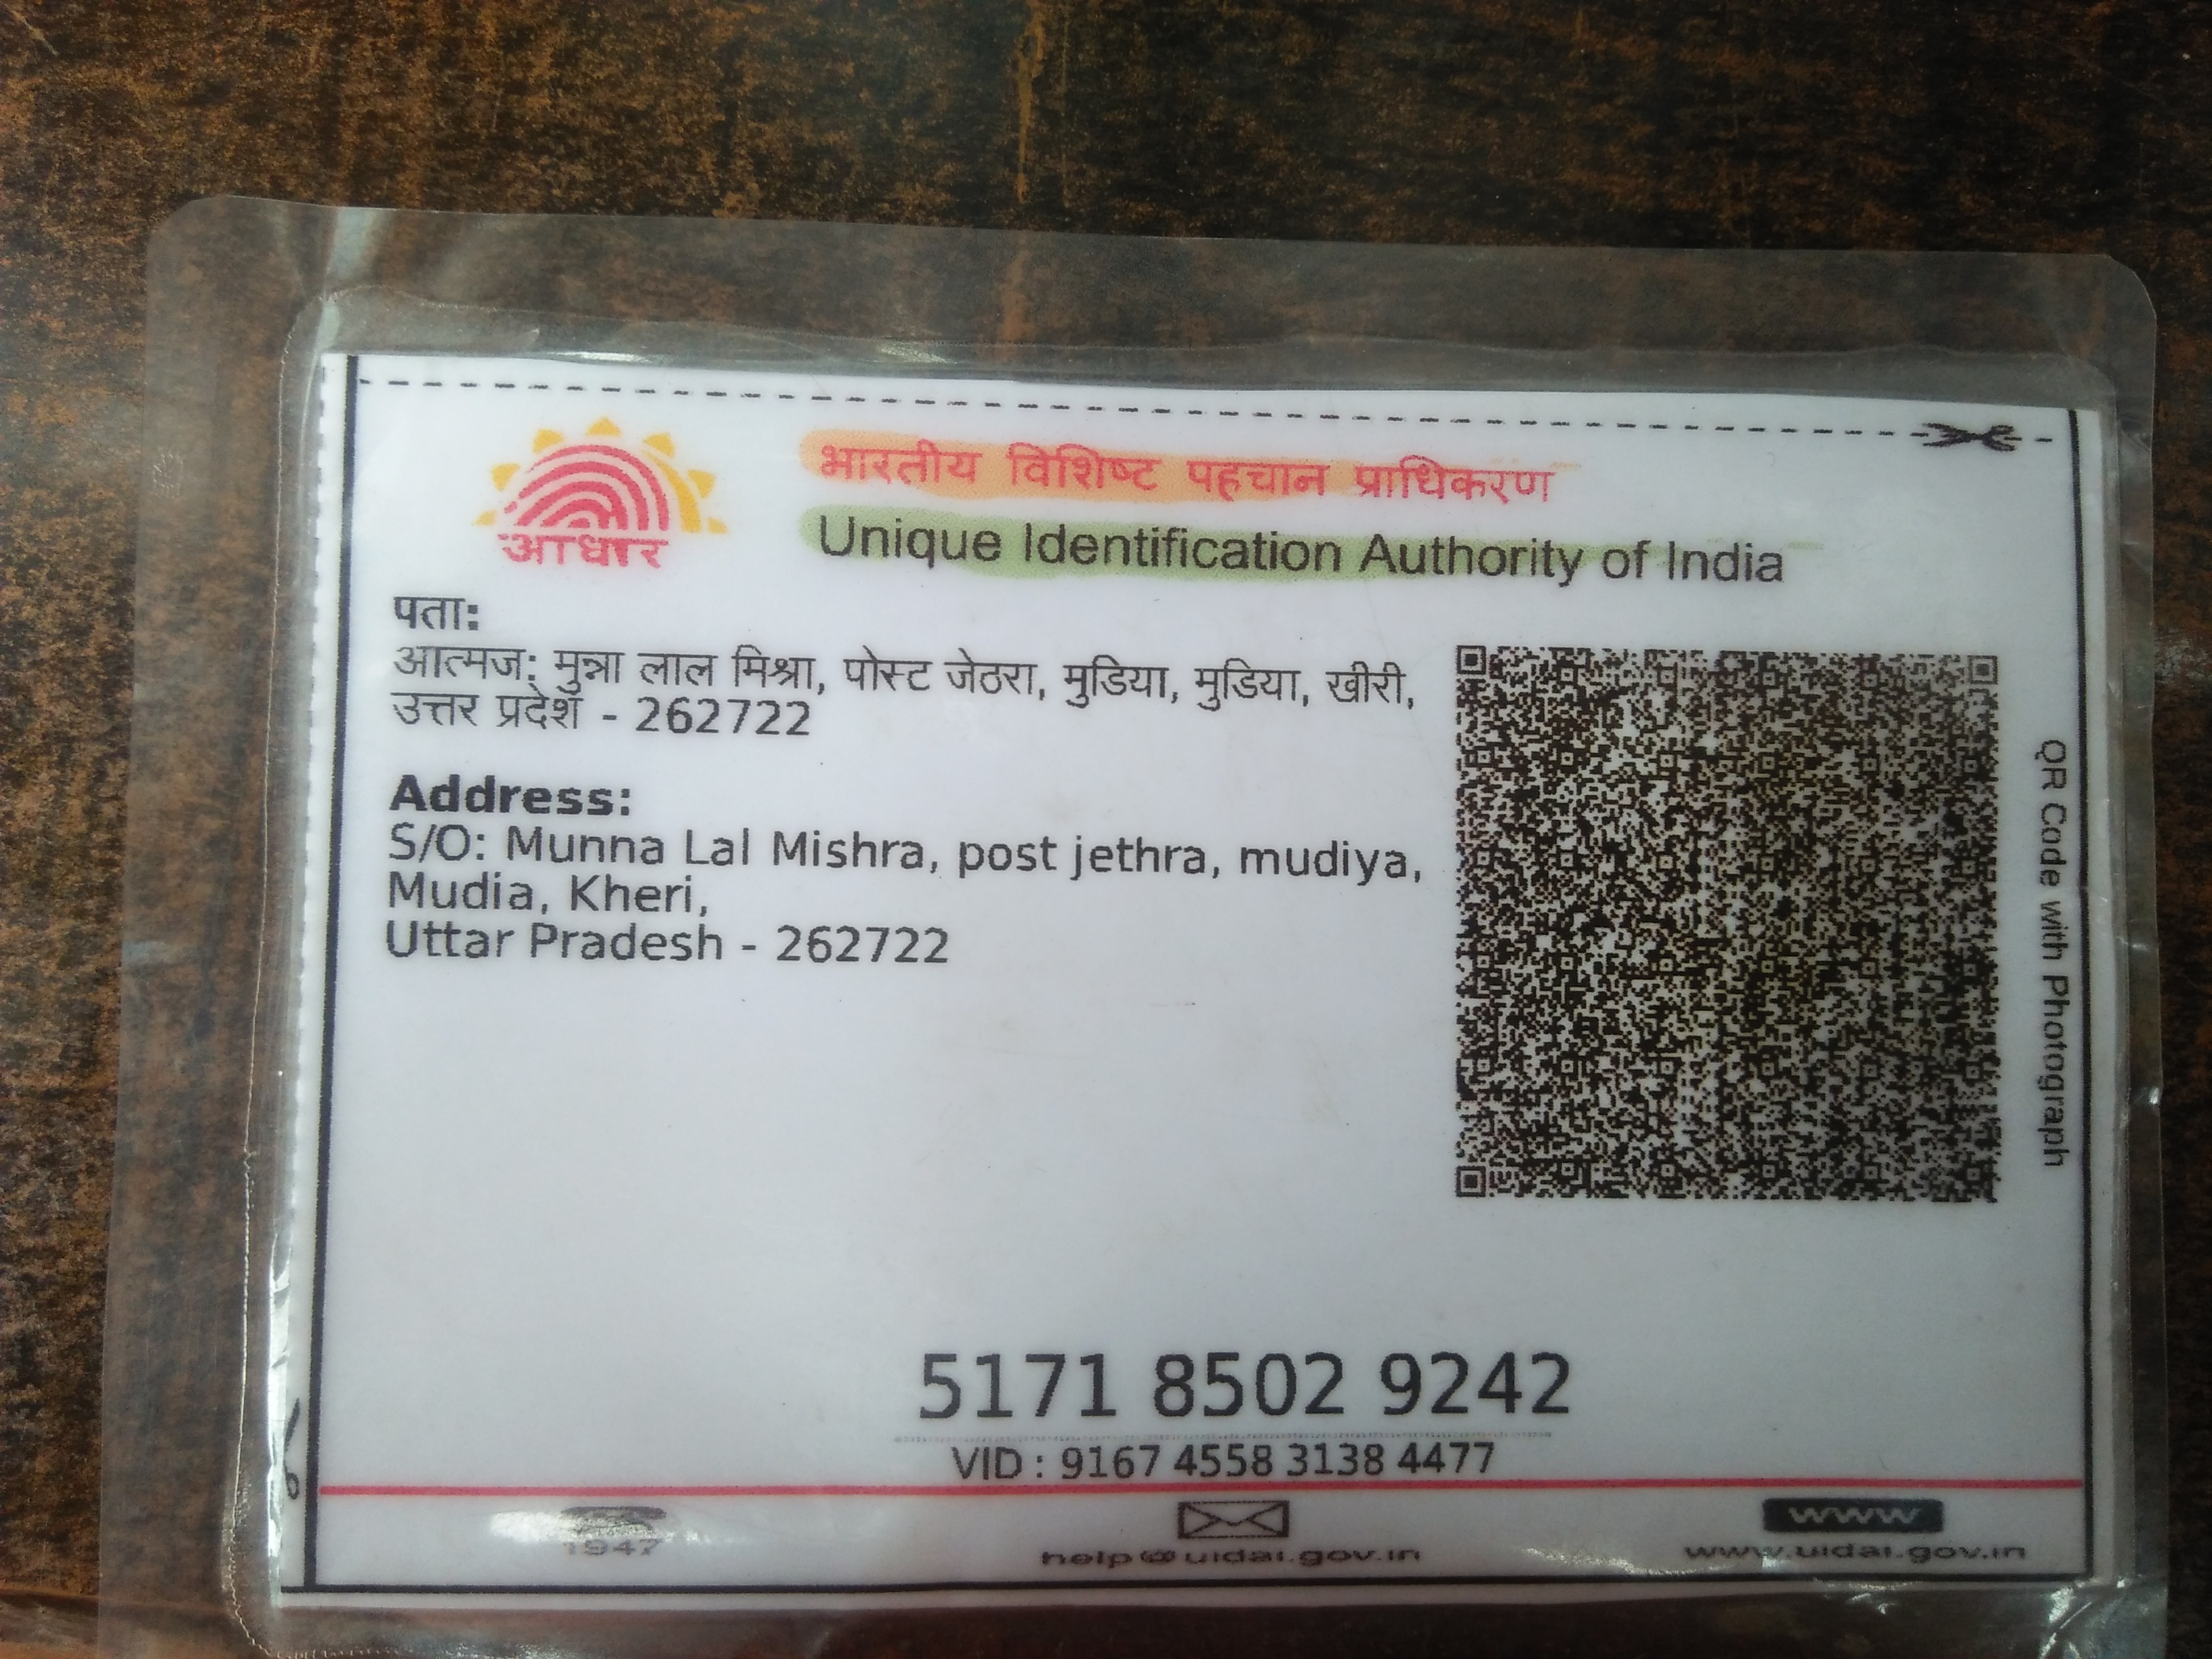 आधार
भारतीय विशिष्ट पहचान प्राधिकरण
Unique Identification Authority of India
पता:
आत्मज: मुन्ना लाल मिश्रा, पोस्ट जेठरा, मुडिया, मुडिया, खीरी,
उत्तर प्रदेश - 262722
Address:
S/O: Munna Lal Mishra, post jethra, mudiya,
Mudia, Kheri,
Uttar Pradesh - 262722
QR Code with Photograph
5171 8502 9242
VID : 9167 4558 3138 4477
1947
help@uidai.gov.in
www
www.uidai.gov.in